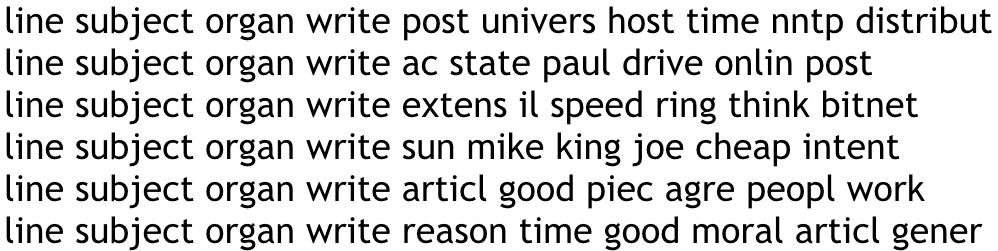 line subject organ write post univers host time nntp distribut
line subject organ write ac state paul drive onlin post
line subject organ write extens il speed ring think bitnet
line subject organ write sun mike king joe cheap intent
line subject organ write articl good piec agre peopl work
line subject organ write reason time good moral articl gener